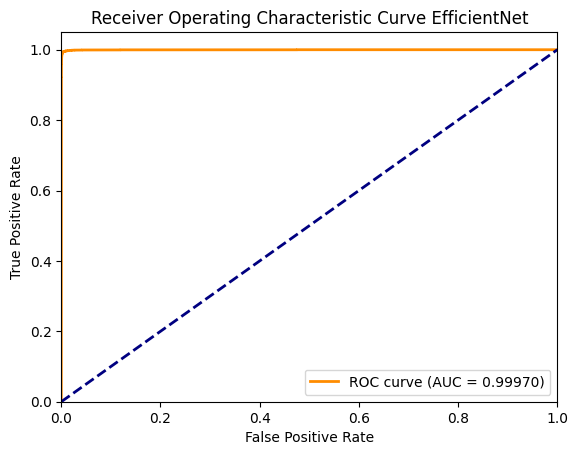 Receiver Operating Characteristic Curve EfficientNet
1.0
0.8
0.6
0.4
0.2
0.0
True Positive Rate
ROC curve (AUC = 0.99970)
0.0 0.2 0.4 0.6 0.8 1.0
False Positive Rate